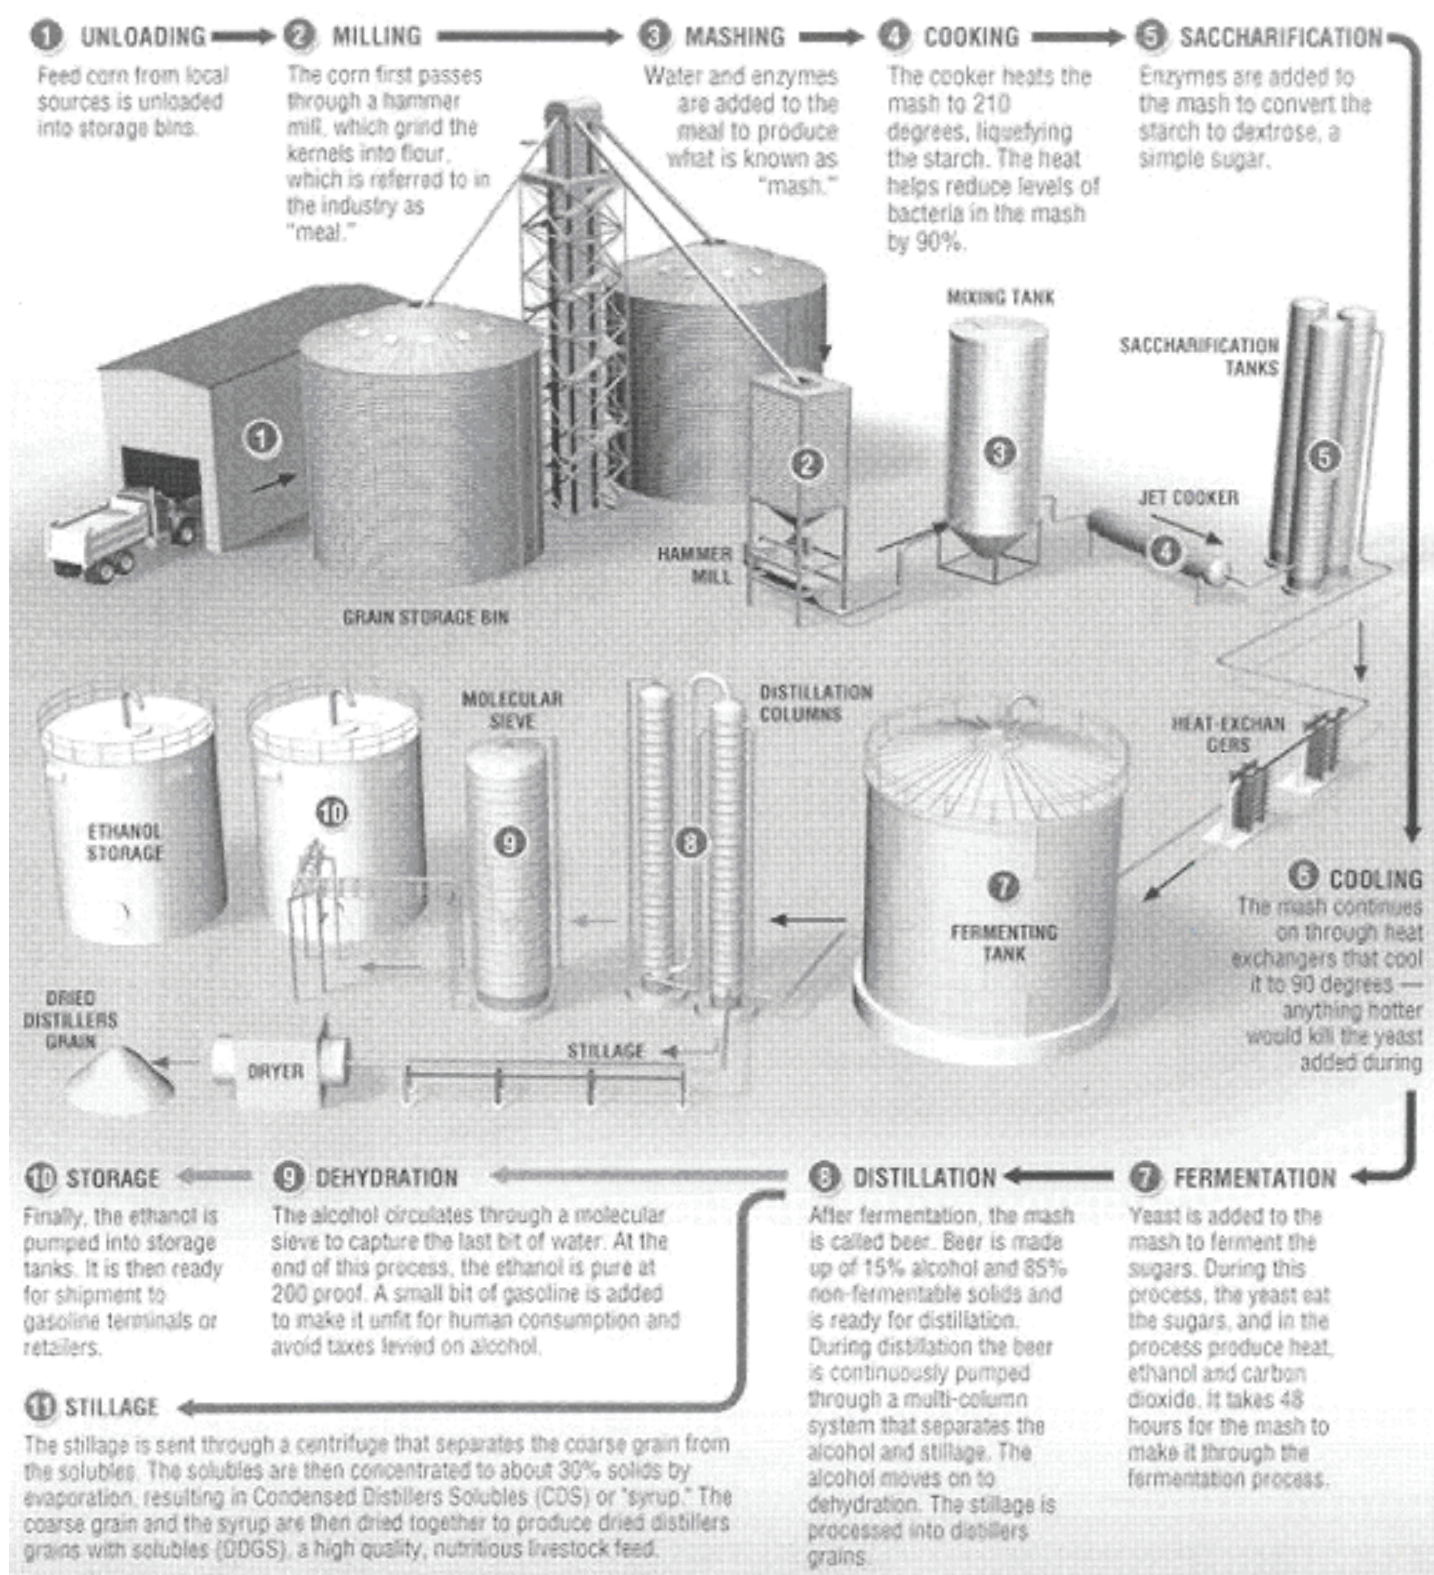 1 UNLOADING
Feed corn from local
sources is unloaded
into storage bins.
2 MILLING
The corn first passes
through a hammer
mill, which grind the
kernels into flour,
which is referred to in
the industry as
"meal."
3 MASHING
Water and enzymes
are added to the
meal to produce
what is known as
"mash."
4 COOKING
The cooker heats the
mash to 210
degrees, liquefying
the starch. The heat
helps reduce levels of
bacteria in the mash
by 90%.
5 SACCHARIFICATION
Enzymes are added to
the mash to convert the
starch to dextrose, a
simple sugar.
MIXING TANK
SACCHARIFICATION
TANKS
1
2
3
5
JET COOKER
4
HAMMER
MILL
GRAIN STORAGE BIN
MOLECULAR
SIEVE
DISTILLATION
COLUMNS
HEAT-EXCHAN
GERS
ETHANOL
STORAGE
10
9
8
7
FERMENTING
TANK
6 COOLING
The mash continues
on through heat
exchangers that cool
it to 90 degrees —
anything hotter
would kill the yeast
added during
DRIED
DISTILLERS
GRAIN
DRYER
STILLAGE
10 STORAGE
Finally, the ethanol is
pumped into storage
tanks. It is then ready
for shipment to
gasoline terminals or
retailers.
9 DEHYDRATION
The alcohol circulates through a molecular
sieve to capture the last bit of water. At the
end of this process, the ethanol is pure at
200 proof. A small bit of gasoline is added
to make it unfit for human consumption and
avoid taxes levied on alcohol.
8 DISTILLATION
After fermentation, the mash
is called beer. Beer is made
up of 15% alcohol and 85%
non-fermentable solids and
is ready for distillation.
During distillation the beer
is continuously pumped
through a multi-column
system that separates the
alcohol and stillage. The
alcohol moves on to
dehydration. The stillage is
processed into distillers
grains.
7 FERMENTATION
Yeast is added to the
mash to ferment the
sugars. During this
process, the yeast eat
the sugars, and in the
process produce heat,
ethanol and carbon
dioxide. It takes 48
hours for the mash to
make it through the
fermentation process.
11 STILLAGE
The stillage is sent through a centrifuge that separates the coarse grain from
the solubles. The solubles are then concentrated to about 30% solids by
evaporation, resulting in Condensed Distillers Solubles (CDS) or "syrup." The
coarse grain and the syrup are then dried together to produce dried distillers
grains with solubles (DDGS), a high quality, nutritious livestock feed.